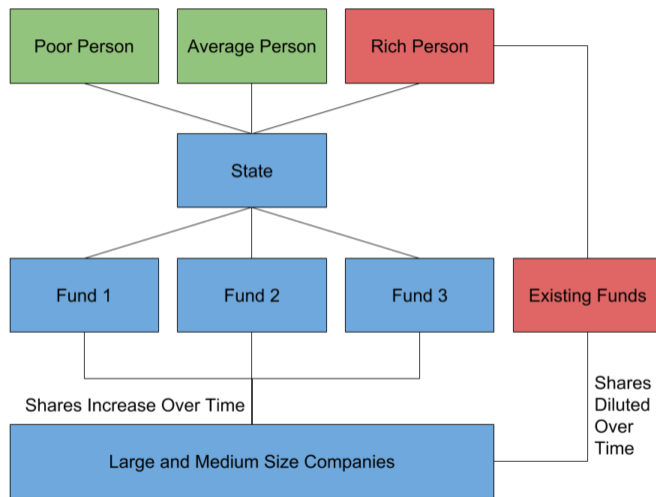 Poor Person
Average Person
Rich Person
State
Fund 1
Fund 2
Fund 3
Existing Funds
Shares Increase Over Time
Shares
Diluted
Over
Time
Large and Medium Size Companies